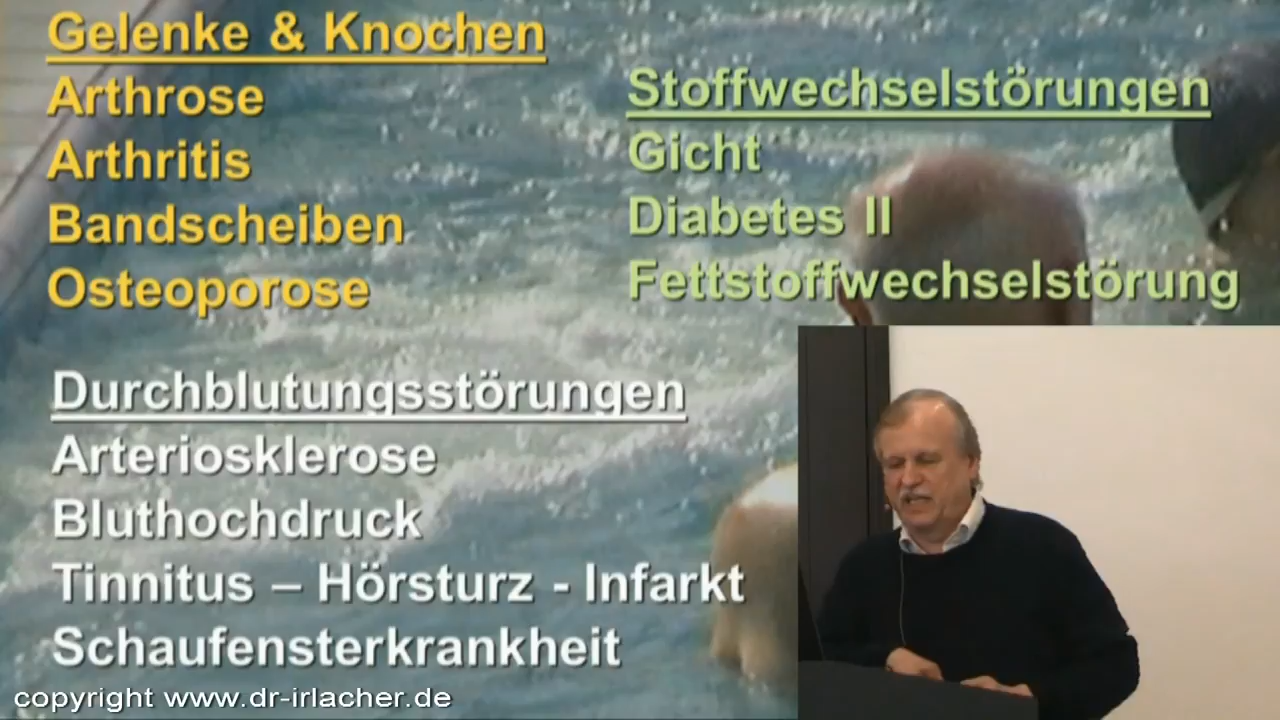 Gelenke & Knochen
Arthrose
Arthritis
Bandscheiben
Osteoporose
Stoffwechselstörungen
Gicht
Diabetes II
Fettstoffwechselstörung
Durchblutungsstörungen
Arteriosklerose
Bluthochdruck
Tinnitus – Hörsturz - Infarkt
Schaufensterkrankheit
copyright www.dr-irlacher.de